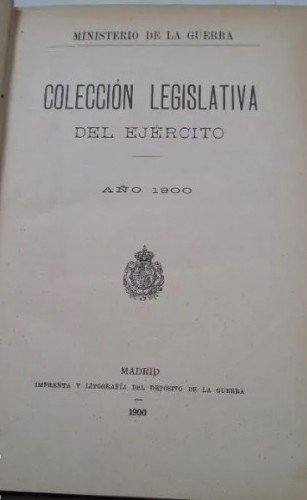 MINISTERIO DE LA GUERRA
COLECCIÓN LEGISLATIVA
DEL EJÉRCITO
AÑO 1900
MADRID
IMPRENTA Y LITOGRAFÍA DEL DEPÓSITO DE LA GUERRA
1900